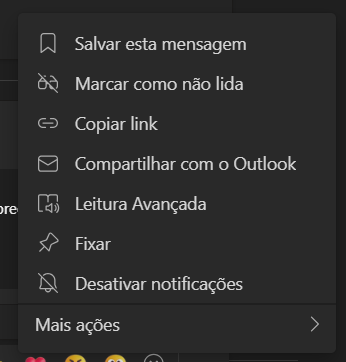 Salvar esta mensagem
Marcar como não lida
Copiar link
Compartilhar com o Outlook
Leitura Avançada
Fixar
Desativar notificações
Mais ações